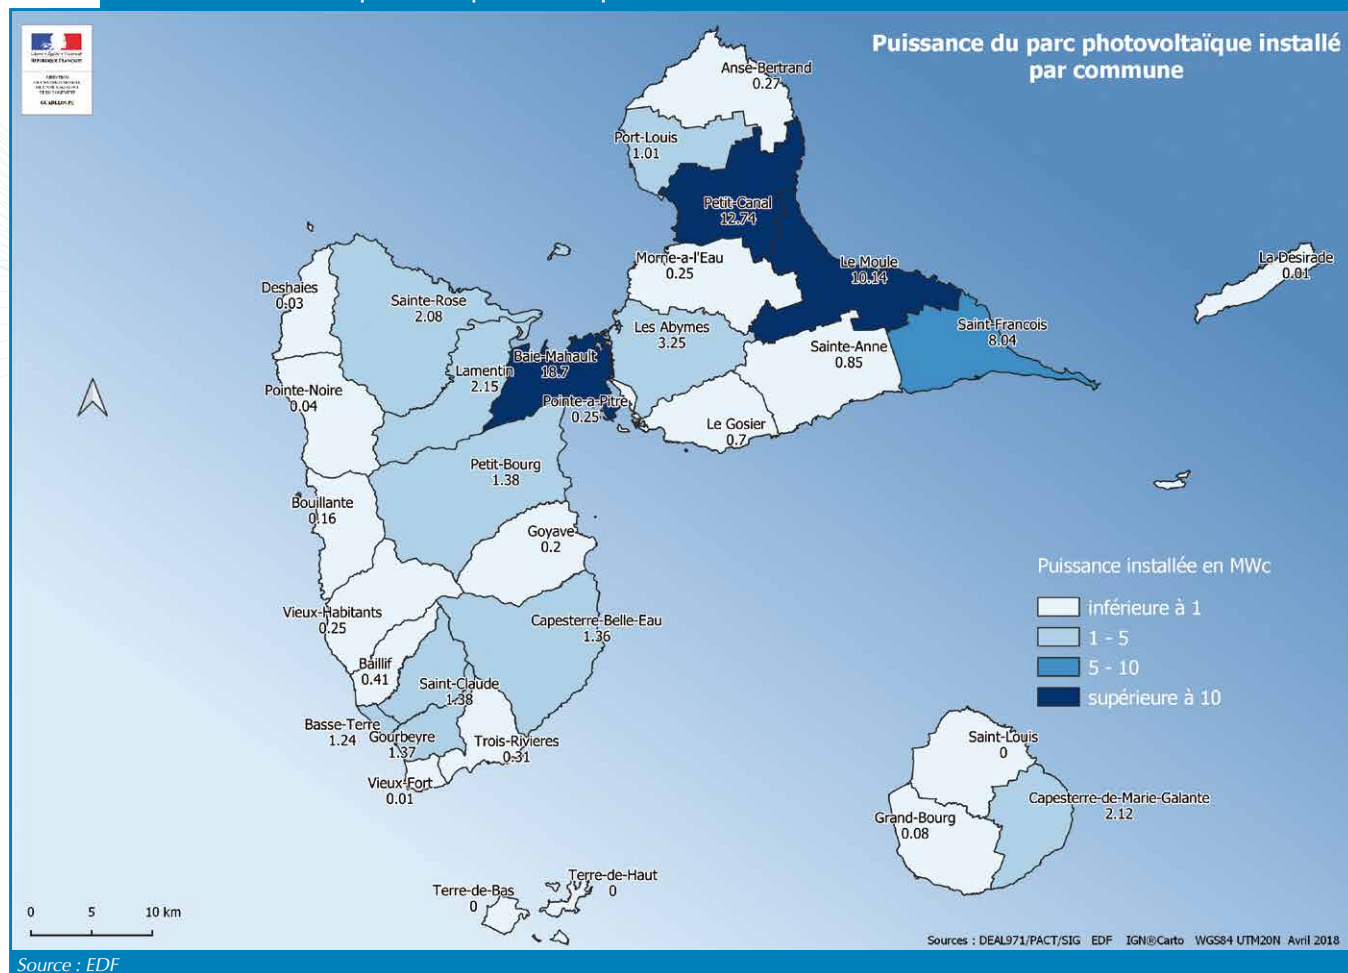 Puissance du parc photovoltaïque installé
par commune
RÉPUBLIQUE FRANÇAISE
GUADELOUPE
Anse-Bertrand
0.27
Port-Louis
1.01
Petit-Canal
12.74
Morne-a-l'Eau
0.25
Le Moule
10.14
La Desirade
0.01
Deshaies
0.03
Sainte-Rose
2.08
Les Abymes
3.25
Saint-Francois
8.04
Sainte-Anne
0.85
Baie-Mahault
18.7
Lamentin
2.15
Pointe-Noire
0.04
Pointe-a-Pitre
0.25
Le Gosier
0.7
Petit-Bourg
1.38
Bouillante
0.16
Goyave
0.2
Puissance installée en MWc
inférieure à 1
1 - 5
5 - 10
supérieure à 10
Vieux-Habitants
0.25
Capesterre-Belle-Eau
1.36
Baillif
0.41
Saint-Claude
1.38
Basse-Terre
1.24
Gourbeyre
1.37
Trois-Rivieres
0.31
Vieux-Fort
0.01
Saint-Louis
0
Capesterre-de-Marie-Galante
2.12
Grand-Bourg
0.08
Terre-de-Haut
0
Terre-de-Bas
0
0 5 10 km
Sources : DEAL971/PACT/SIG EDF IGN®Carto WGS84 UTM20N Avril 2018
Source : EDF